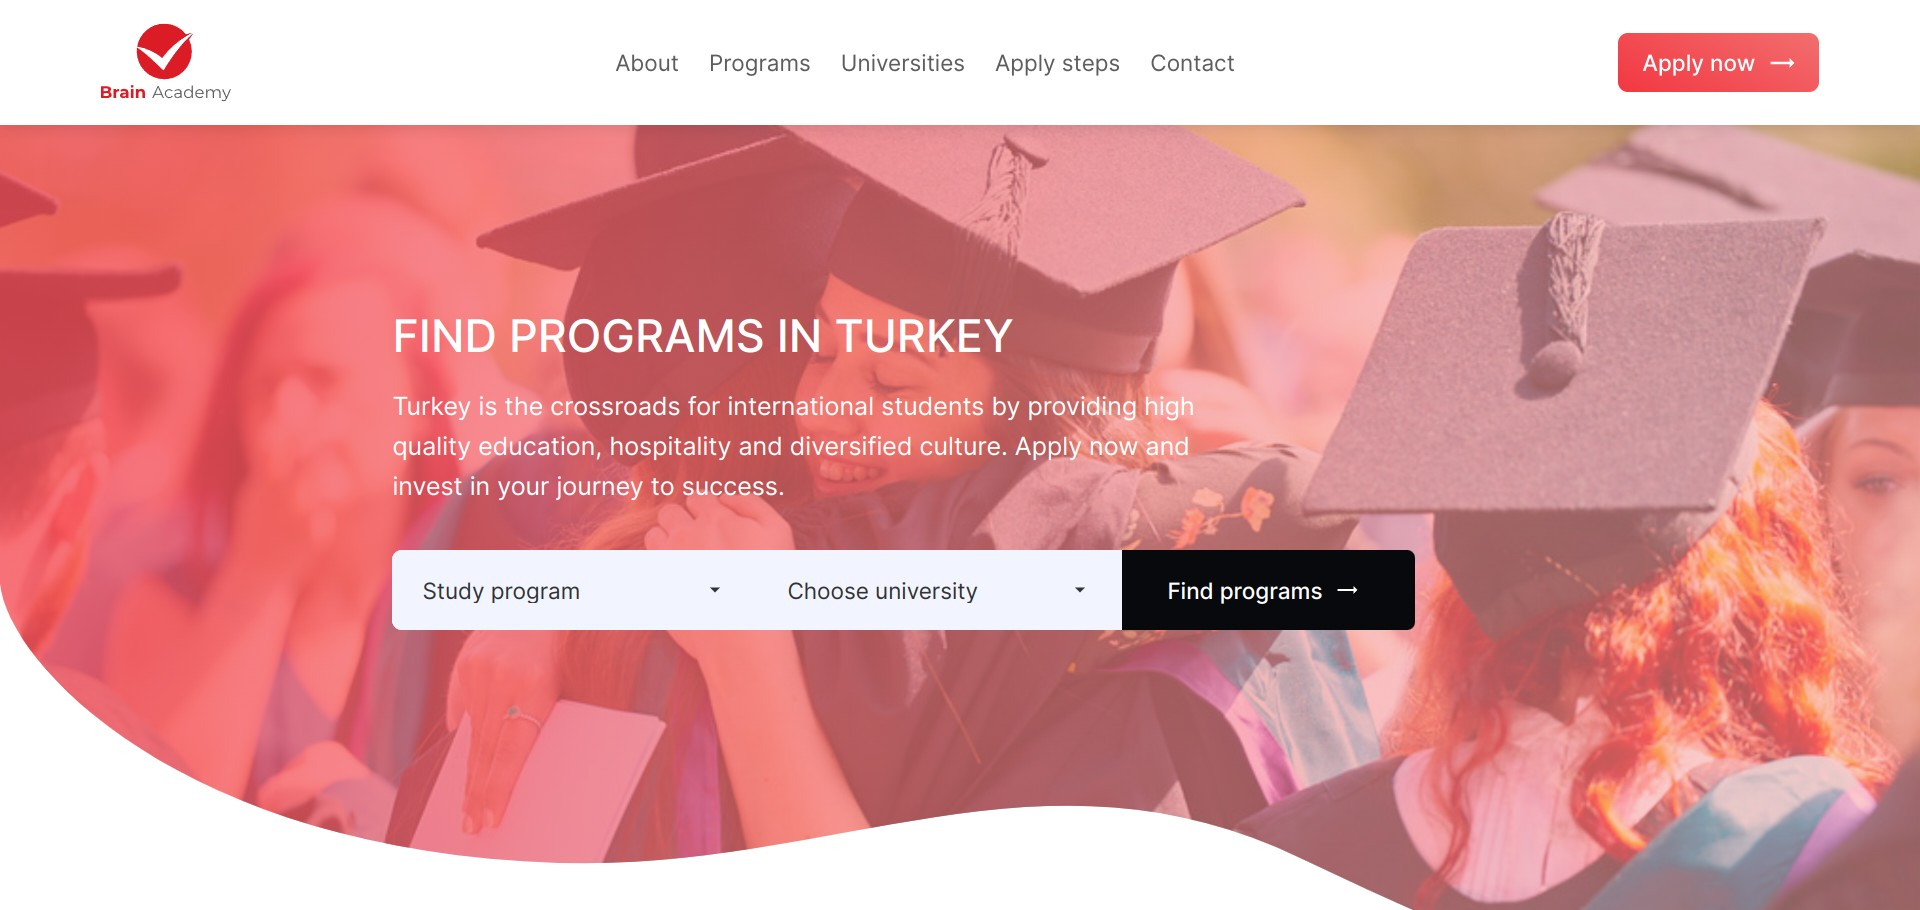 Brain Academy
About
Programs
Universities
Apply steps
Contact
Apply now
FIND PROGRAMS IN TURKEY
Turkey is the crossroads for international students by providing high
quality education, hospitality and diversified culture. Apply now and
invest in your journey to success.
Study program
Choose university
Find programs